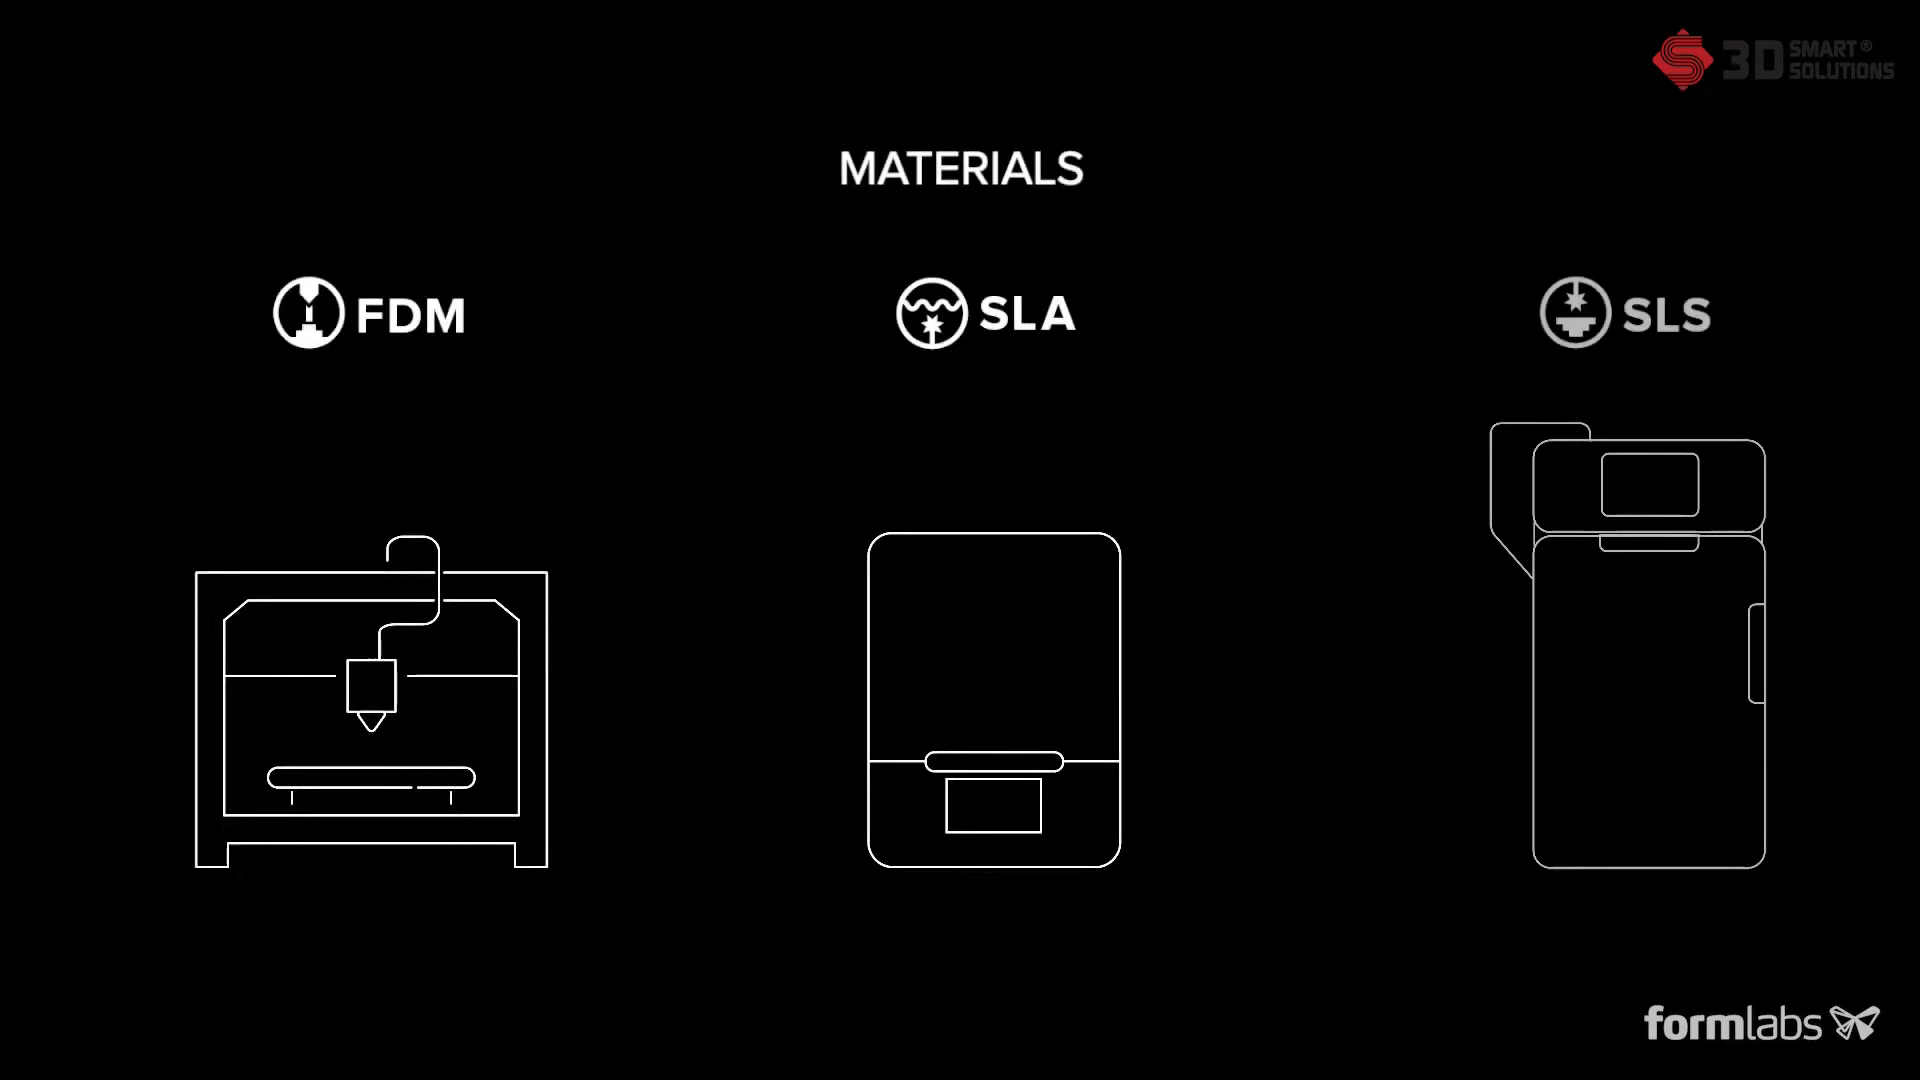 3D SMART®
SOLUTIONS
MATERIALS
FDM
SLA
SLS
formlabs